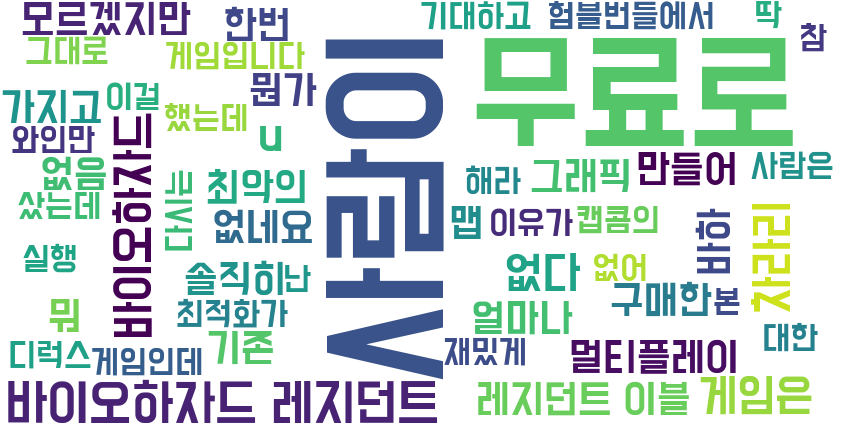 모르겠지만 한번 기대하고 험블번들에서 딱
그대로 게임입니다 참
이걸 뭔가 무료로
가지고 했는데
와인만 u 이럴시
없음 바이오하자드 최악의 해라 그래픽 만들어 사람은
샀는데 크시다 없네요 맵 이유가 캡콤의 바하 차라리
실행 솔직히 난 없다 없어
뭐 최적화가 얼마나 구매한 본
디럭스 게임인데 기존 재밌게 멀티플레이 대한
바이오하자드 레지던트 레지던트 이블 게임은